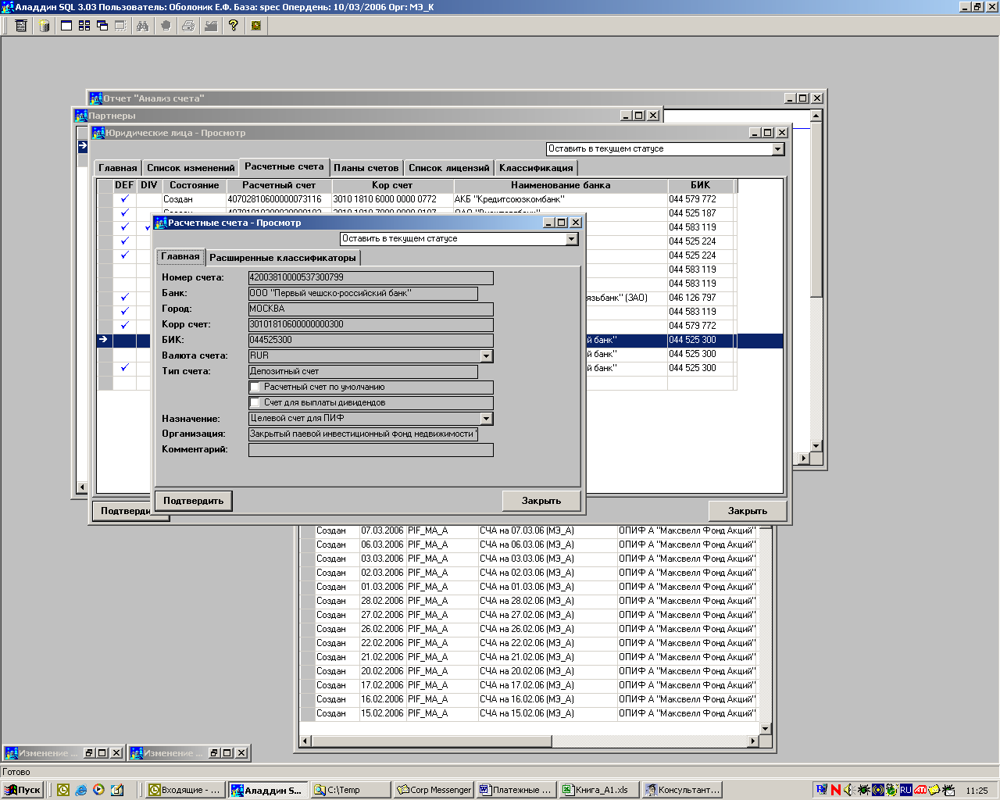 Аладдин SQL 3.03 Пользователь: Оболоник Е.Ф. База: spec Опердень: 10/03/2006 Орг: МЭ_К
Отчет "Анализ счета"
Партнеры
Юридические лица - Просмотр
Оставить в текущем статусе
Главная Список изменений Расчетные счета Планы счетов Список лицензий Классификация
DEF DIV Состояние Расчетный счет Кор счет Наименование банка БИК
Создан 40702810600000073116 3010 1810 6000 0000 0772 АКБ "Кредитсоюзкомбанк" 044 579 772
044 525 187
044 583 119
044 525 224
044 525 224
044 583 119
044 583 119
язьбанк" (ЗАО) 046 126 797
044 583 119
044 579 772
й банк" 044 525 300
й банк" 044 525 300
й банк" 044 525 300
Расчетные счета - Просмотр
Оставить в текущем статусе
Главная Расширенные классификаторы
Номер счета: 42003810000537300799
Банк: ООО "Первый чешско-российский банк"
Город: МОСКВА
Корр счет: 30101810600000000300
БИК: 044525300
Валюта счета: RUR
Тип счета: Депозитный счет
Расчетный счет по умолчанию
Счет для выплаты дивидендов
Назначение: Целевой счет для ПИФ
Организация: Закрытый паевой инвестиционный фонд недвижимости "
Комментарий:
Подтвердить Закрыть
Подтверди Закрыть
Создан 07.03.2006 PIF_MA_A СЧА на 07.03.06 (МЭ_А) ОПИФ А "Максвелл Фонд Акций"
Создан 06.03.2006 PIF_MA_A СЧА на 06.03.06 (МЭ_А) ОПИФ А "Максвелл Фонд Акций"
Создан 03.03.2006 PIF_MA_A СЧА на 03.03.06 (МЭ_А) ОПИФ А "Максвелл Фонд Акций"
Создан 02.03.2006 PIF_MA_A СЧА на 02.03.06 (МЭ_А) ОПИФ А "Максвелл Фонд Акций"
Создан 01.03.2006 PIF_MA_A СЧА на 01.03.06 (МЭ_А) ОПИФ А "Максвелл Фонд Акций"
Создан 28.02.2006 PIF_MA_A СЧА на 28.02.06 (МЭ_А) ОПИФ А "Максвелл Фонд Акций"
Создан 27.02.2006 PIF_MA_A СЧА на 27.02.06 (МЭ_А) ОПИФ А "Максвелл Фонд Акций"
Создан 26.02.2006 PIF_MA_A СЧА на 26.02.06 (МЭ_А) ОПИФ А "Максвелл Фонд Акций"
Создан 22.02.2006 PIF_MA_A СЧА на 22.02.06 (МЭ_А) ОПИФ А "Максвелл Фонд Акций"
Создан 21.02.2006 PIF_MA_A СЧА на 21.02.06 (МЭ_А) ОПИФ А "Максвелл Фонд Акций"
Создан 20.02.2006 PIF_MA_A СЧА на 20.02.06 (МЭ_А) ОПИФ А "Максвелл Фонд Акций"
Создан 17.02.2006 PIF_MA_A СЧА на 17.02.06 (МЭ_А) ОПИФ А "Максвелл Фонд Акций"
Создан 16.02.2006 PIF_MA_A СЧА на 16.02.06 (МЭ_А) ОПИФ А "Максвелл Фонд Акций"
Создан 15.02.2006 PIF_MA_A СЧА на 15.02.06 (МЭ_А) ОПИФ А "Максвелл Фонд Акций"
Изменение ... Изменение ...
Готово
Пуск Входящие - ... Аладдин S... C:\Temp Corp Messenger Платежные ... Книга_А1.xls Консультант... RU 11:25